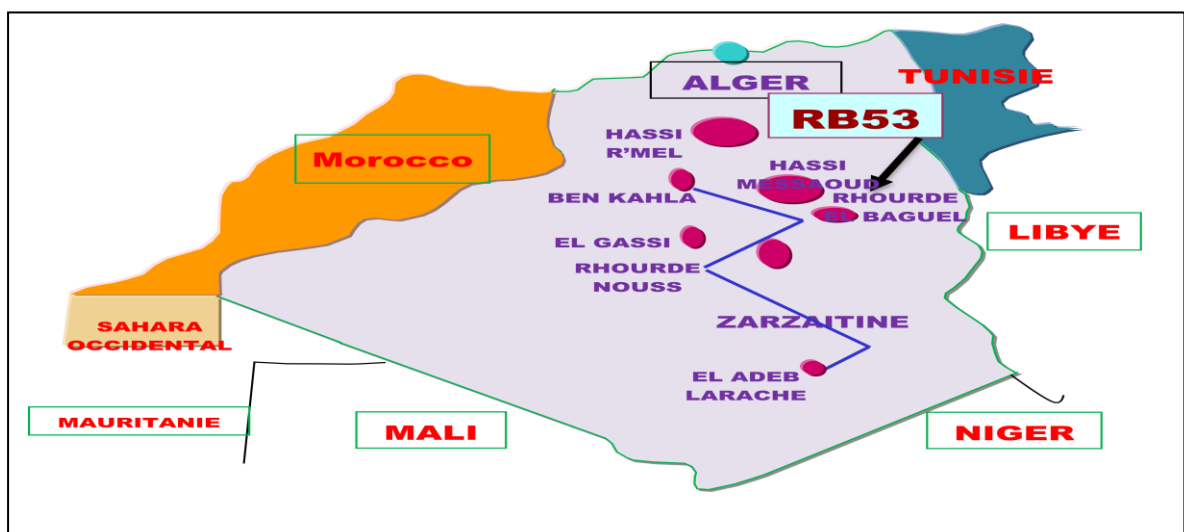 TUNISIE
ALGER
RB53
HASSI
R’MEL
Morocco
HASSI
MESSAOUD
BEN KAHLA
RHOURDE
EL BAGUEL
LIBYE
EL GASSI
RHOURDE
NOUSS
SAHARA
OCCIDENTAL
ZARZAITINE
EL ADEB
LARACHE
MAURITANIE
MALI
NIGER